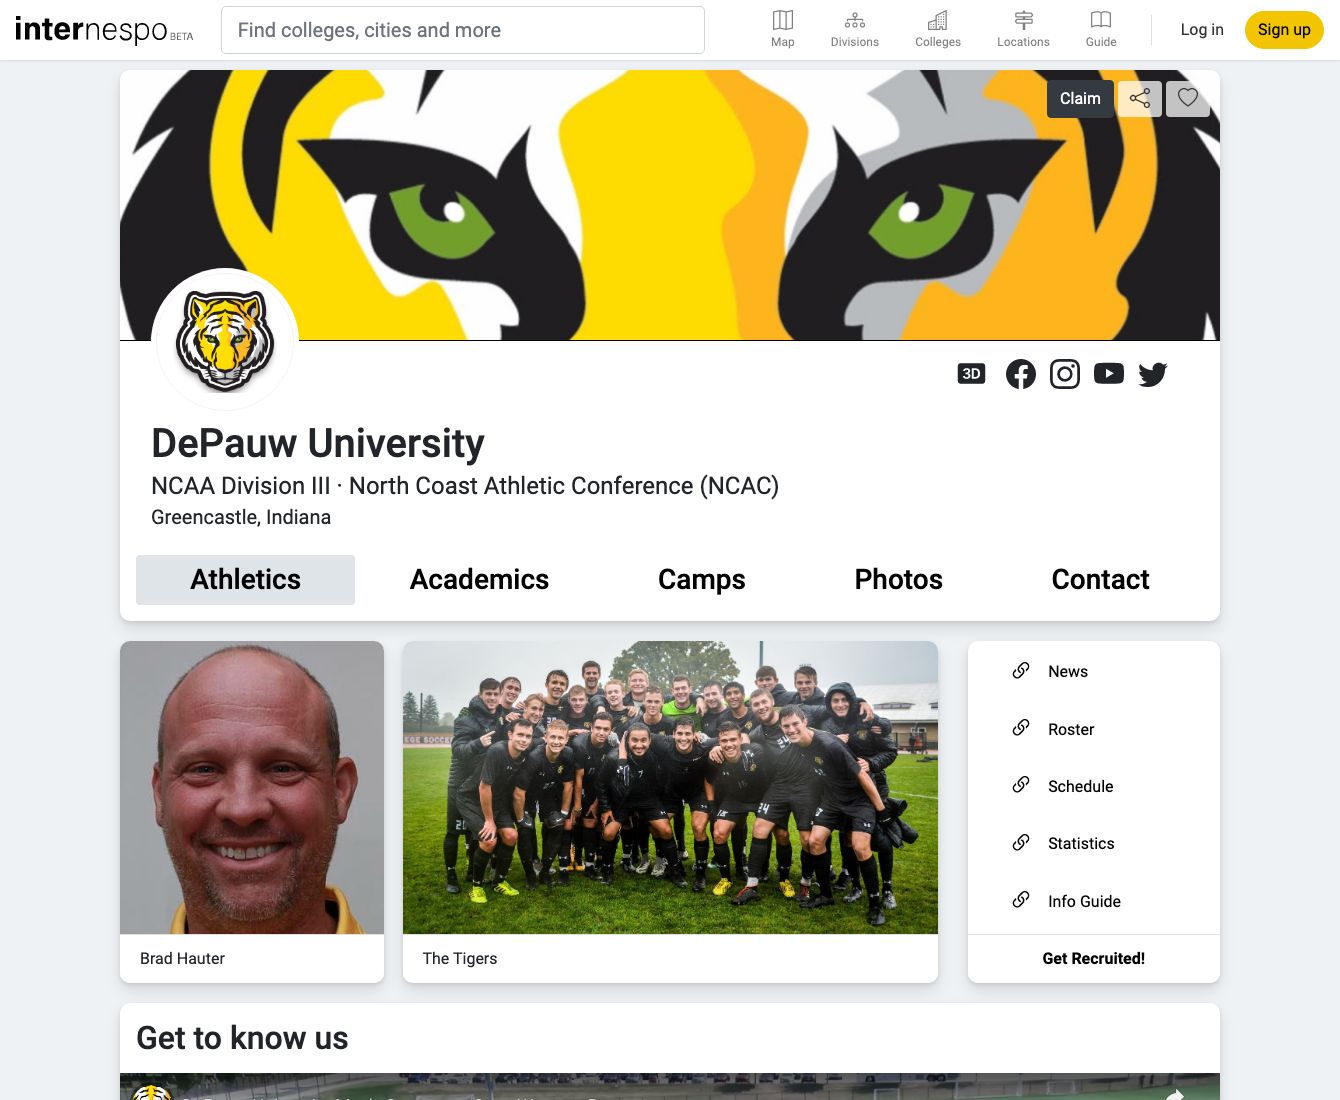 internespo BETA
Find colleges, cities and more
Map
Divisions
Colleges
Locations
Guide
Log in
Sign up
Claim
3D
DePauw University
NCAA Division III · North Coast Athletic Conference (NCAC)
Greencastle, Indiana
Athletics
Academics
Camps
Photos
Contact
Brad Hauter
The Tigers
News
Roster
Schedule
Statistics
Info Guide
Get Recruited!
Get to know us